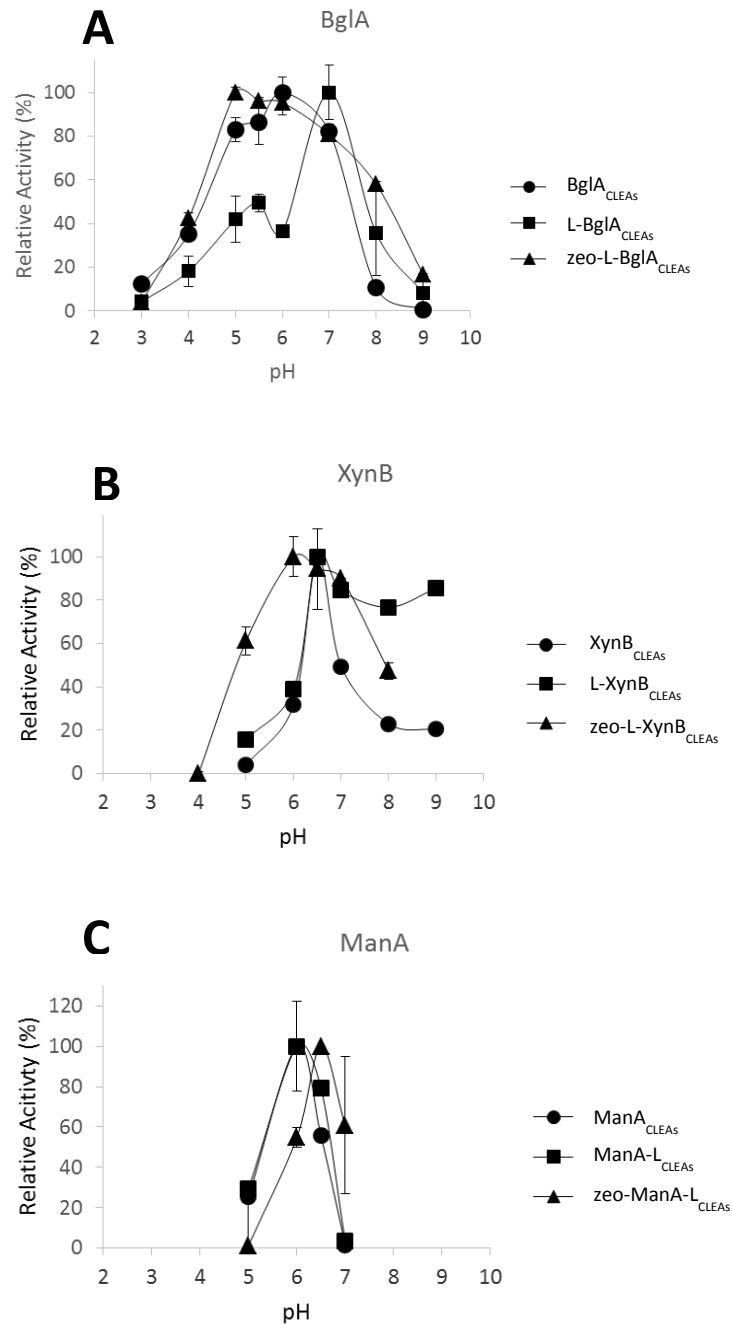 A
BglA
Relative Activity (%)
100
80
60
40
20
0
2 3 4 5 6 7 8 9 10
pH
BglACLEAs
L-BglACLEAs
zeo-L-BglACLEAs
B
XynB
Relative Activity (%)
100
80
60
40
20
0
2 3 4 5 6 7 8 9 10
pH
XynBCLEAs
L-XynBCLEAs
zeo-L-XynBCLEAs
C
ManA
Relative Acitivty (%)
120
100
80
60
40
20
0
2 3 4 5 6 7 8 9 10
pH
ManACLEAs
ManA-LCLEAs
zeo-ManA-LCLEAs